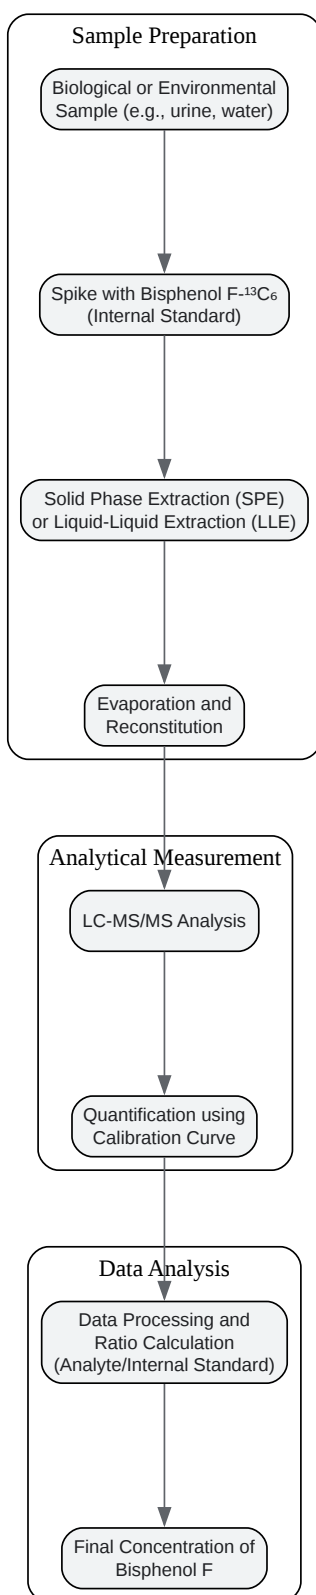 Sample Preparation
Biological or Environmental
Sample (e.g., urine, water)
Spike with Bisphenol F-¹³C₆
(Internal Standard)
Solid Phase Extraction (SPE)
or Liquid-Liquid Extraction (LLE)
Evaporation and
Reconstitution
Analytical Measurement
LC-MS/MS Analysis
Quantification using
Calibration Curve
Data Analysis
Data Processing and
Ratio Calculation
(Analyte/Internal Standard)
Final Concentration of
Bisphenol F